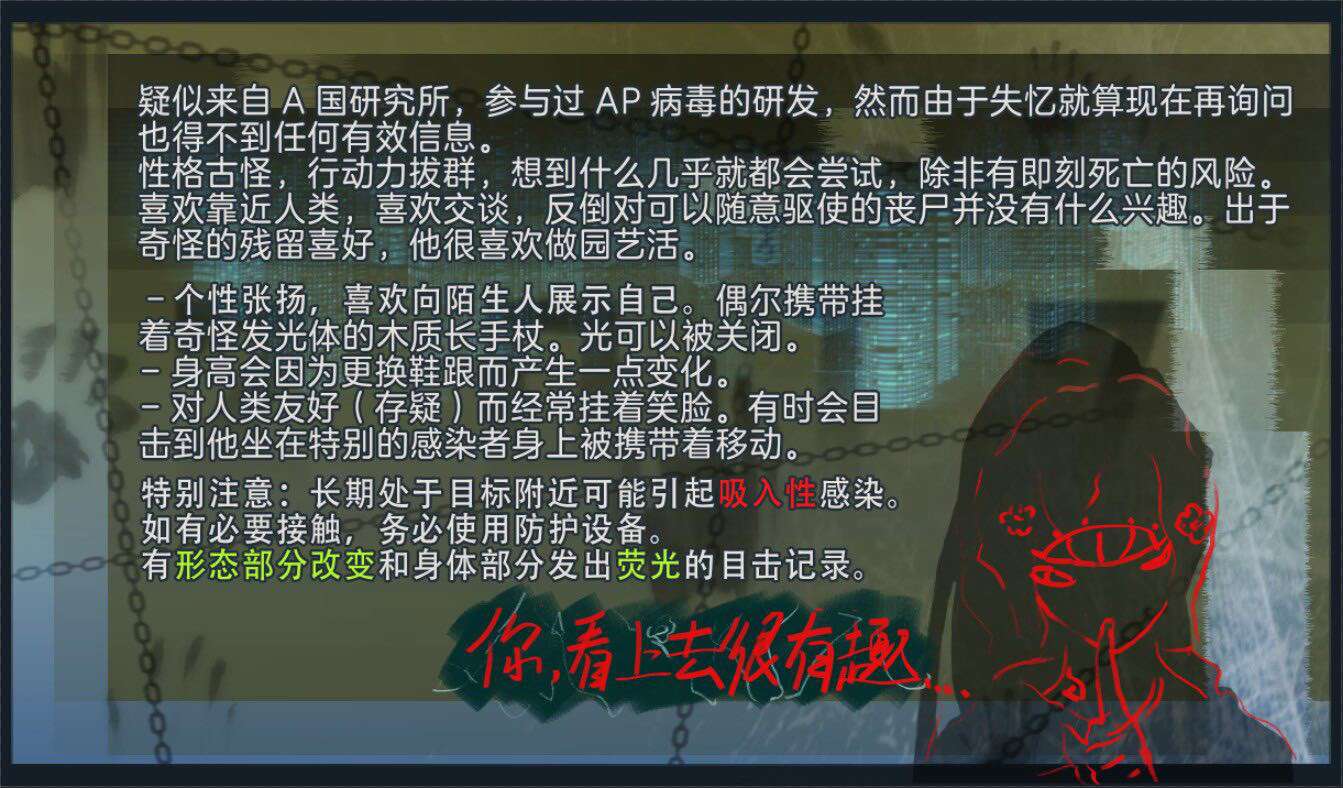 疑似来自 A 国研究所，参与过 AP 病毒的研发，然而由于失忆就算现在再询问
也得不到任何有效信息。
性格古怪，行动力拔群，想到什么几乎就都会尝试，除非有即刻死亡的风险。
喜欢靠近人类，喜欢交谈，反倒对可以随意驱使的丧尸并没有什么兴趣。出于
奇怪的残留喜好，他很喜欢做园艺活。
– 个性张扬，喜欢向陌生人展示自己。偶尔携带挂
着奇怪发光体的木质长手杖。光可以被关闭。
– 身高会因为更换鞋跟而产生一点变化。
– 对人类友好（存疑）而经常挂着笑脸。有时会目
击到他坐在特别的感染者身上被携带着移动。
特别注意：长期处于目标附近可能引起吸入性感染。
如有必要接触，务必使用防护设备。
有形态部分改变和身体部分发出荧光的目击记录。
你,看上去很有趣...